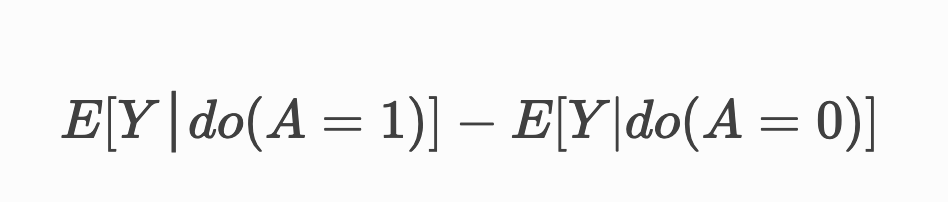 E[Y|do(A = 1)] − E[Y|do(A = 0)]